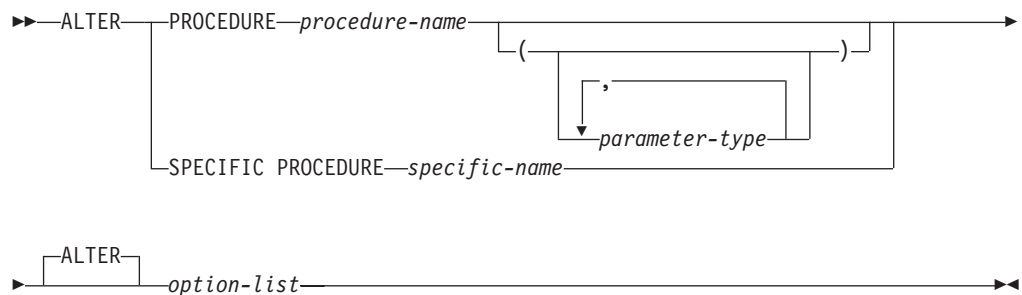 ALTER PROCEDURE procedure-name
( )
,
parameter-type
SPECIFIC PROCEDURE specific-name
ALTER
option-list